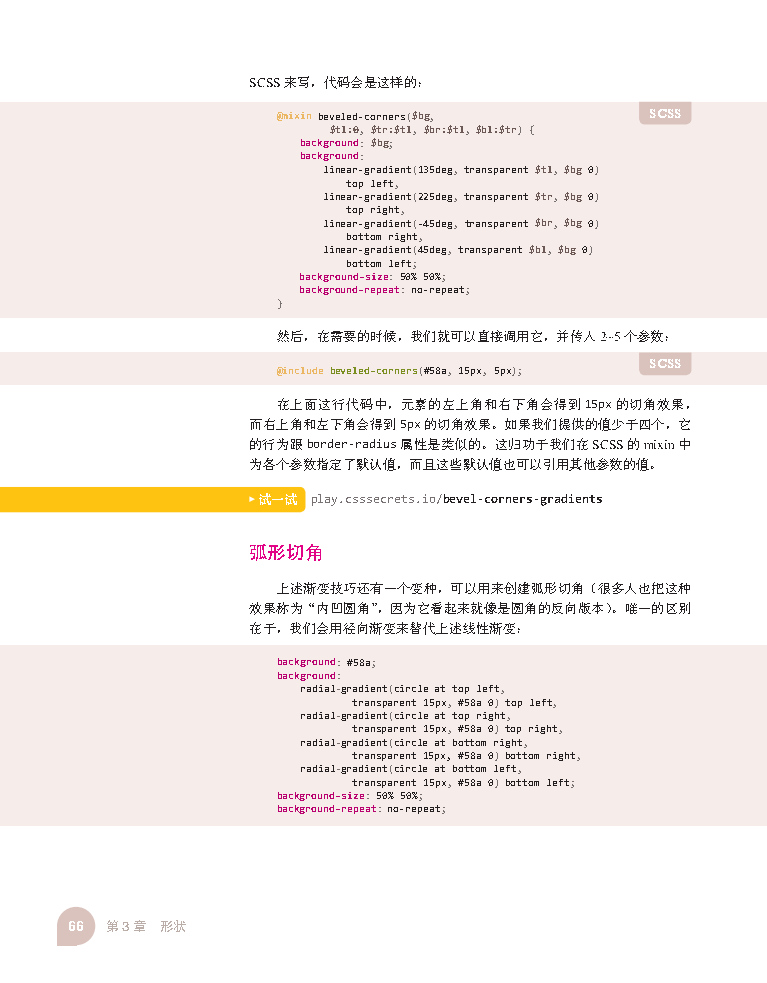 SCSS 来写，代码会是这样的：
SCSS
@mixin beveled-corners($bg,
$tl:0, $tr:$tl, $br:$tl, $bl:$tr) {
background: $bg;
background:
linear-gradient(135deg, transparent $tl, $bg 0)
top left,
linear-gradient(225deg, transparent $tr, $bg 0)
top right,
linear-gradient(-45deg, transparent $br, $bg 0)
bottom right,
linear-gradient(45deg, transparent $bl, $bg 0)
bottom left;
background-size: 50% 50%;
background-repeat: no-repeat;
}
然后，在需要的时候，我们就可以直接调用它，并传入 2~5 个参数：
SCSS
@include beveled-corners(#58a, 15px, 5px);
在上面这行代码中，元素的左上角和右下角会得到 15px 的切角效果，
而右上角和左下角会得到 5px 的切角效果。如果我们提供的值少于四个，它
的行为跟 border-radius 属性是类似的。这归功于我们在 SCSS 的 mixin 中
为各个参数指定了默认值，而且这些默认值也可以引用其他参数的值。
▶ 试一试 play.csssecrets.io/bevel-corners-gradients
弧形切角
上述渐变技巧还有一个变种，可以用来创建弧形切角（很多人也把这种
效果称为“内凹圆角”，因为它看起来就像是圆角的反向版本）。唯一的区别
在于，我们会用径向渐变来替代上述线性渐变：
background: #58a;
background:
radial-gradient(circle at top left,
transparent 15px, #58a 0) top left,
radial-gradient(circle at top right,
transparent 15px, #58a 0) top right,
radial-gradient(circle at bottom right,
transparent 15px, #58a 0) bottom right,
radial-gradient(circle at bottom left,
transparent 15px, #58a 0) bottom left;
background-size: 50% 50%;
background-repeat: no-repeat;
66 第 3 章 形状